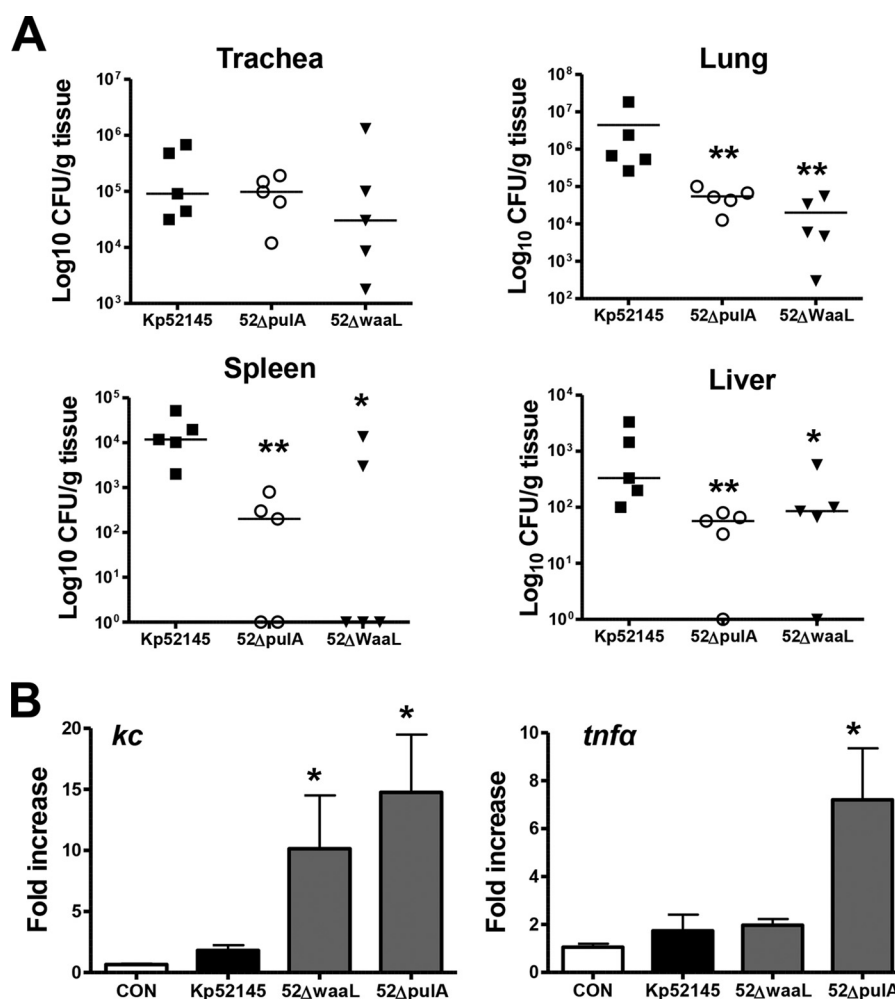 A
Trachea
Log10 CFU/g tissue
10⁷
10⁶
10⁵
10⁴
10³
Kp52145 52ΔpulA 52ΔwaaL
Lung
Log₁₀ CFU/g tissue
10⁸
10⁷
10⁶
10⁵
10⁴
10³
10²
** **
Kp52145 52ΔpulA 52ΔWaaL
Spleen
Log10 CFU/g tissue
10⁵
10⁴
10³
10²
10¹
10⁰
** *
Kp52145 52ΔpulA 52ΔWaaL
Liver
Log₁₀ CFU/g tissue
10⁴
10³
10²
10¹
10⁰
** *
Kp52145 52ΔpulA 52ΔwaaL
B
kc
Fold increase
20
15
10
5
0
* *
CON Kp52145 52ΔwaaL 52ΔpulA
tnfα
Fold increase
10
8
6
4
2
0
*
CON Kp52145 52ΔwaaL 52ΔpulA